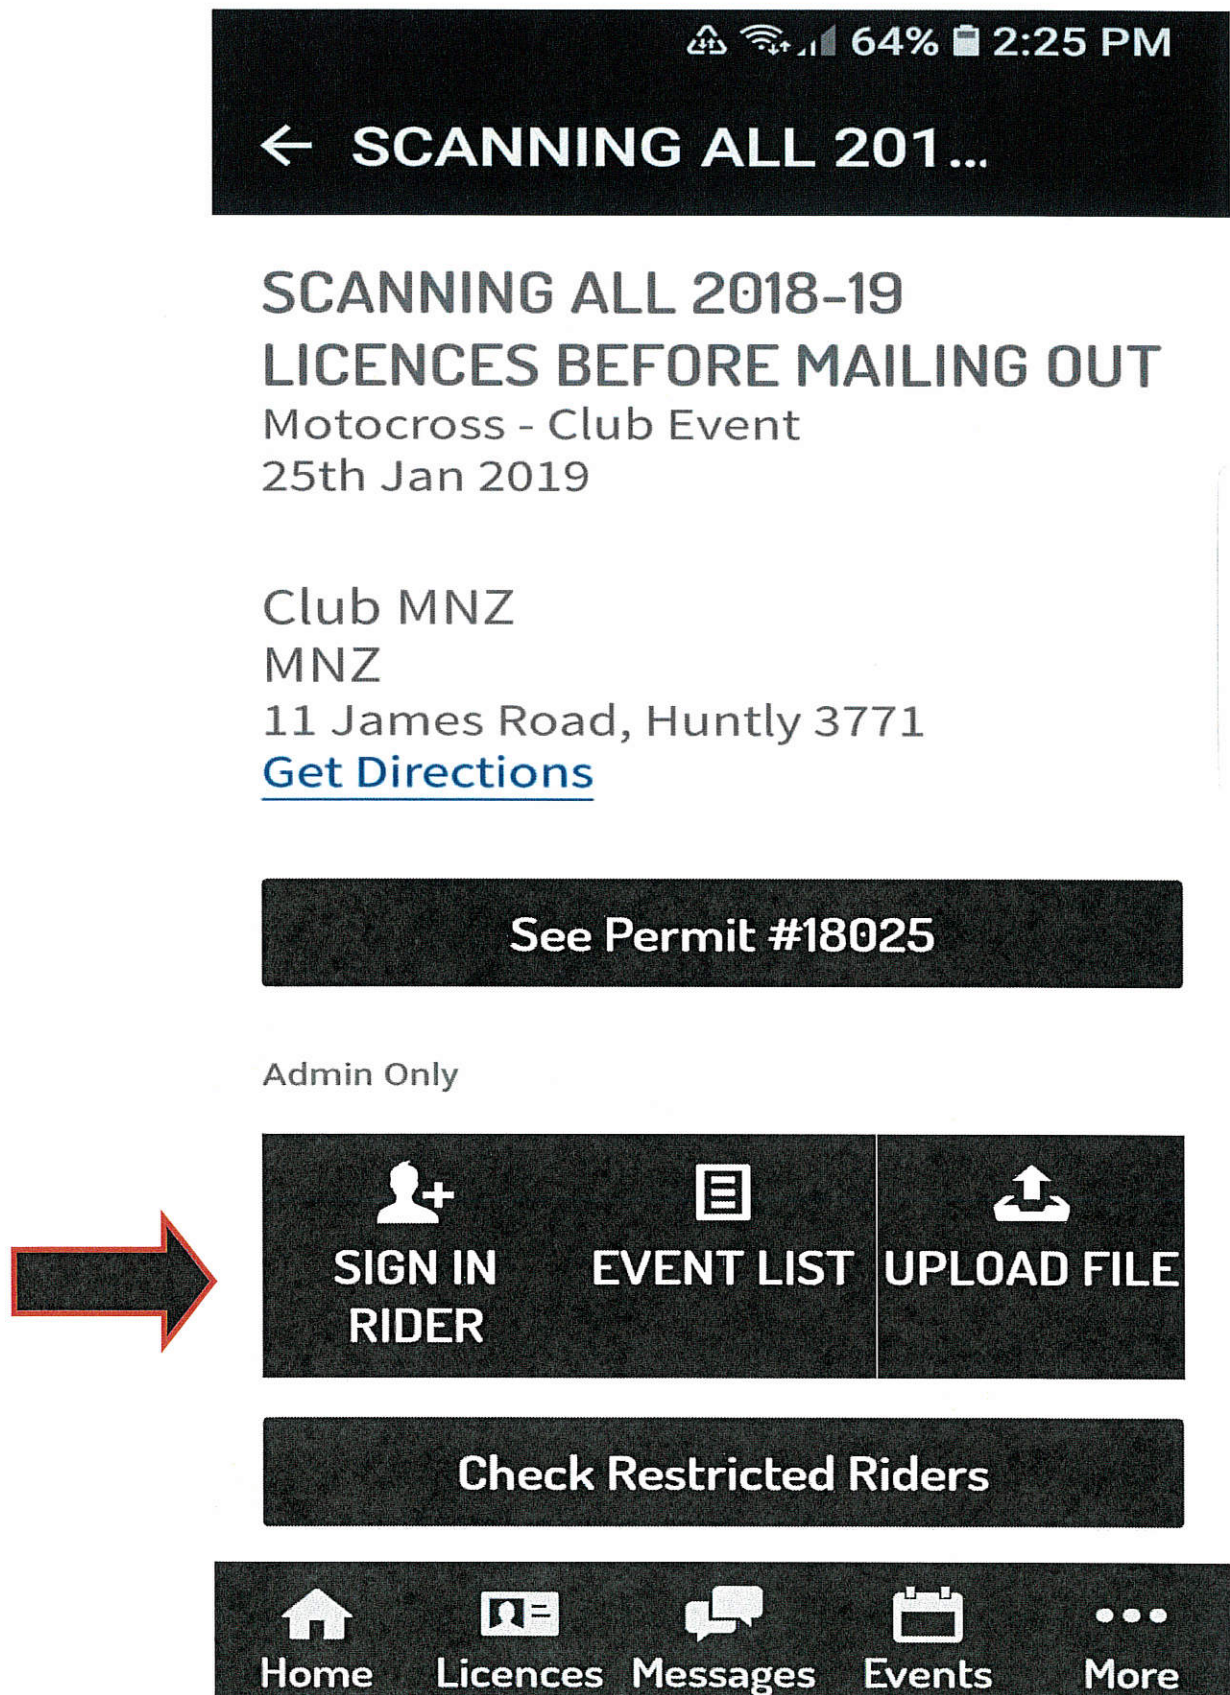 64% 2:25 PM
← SCANNING ALL 201...
SCANNING ALL 2018-19
LICENCES BEFORE MAILING OUT
Motocross - Club Event
25th Jan 2019
Club MNZ
MNZ
11 James Road, Huntly 3771
Get Directions
See Permit #18025
Admin Only
SIGN IN RIDER
EVENT LIST
UPLOAD FILE
Check Restricted Riders
Home Licences Messages Events More